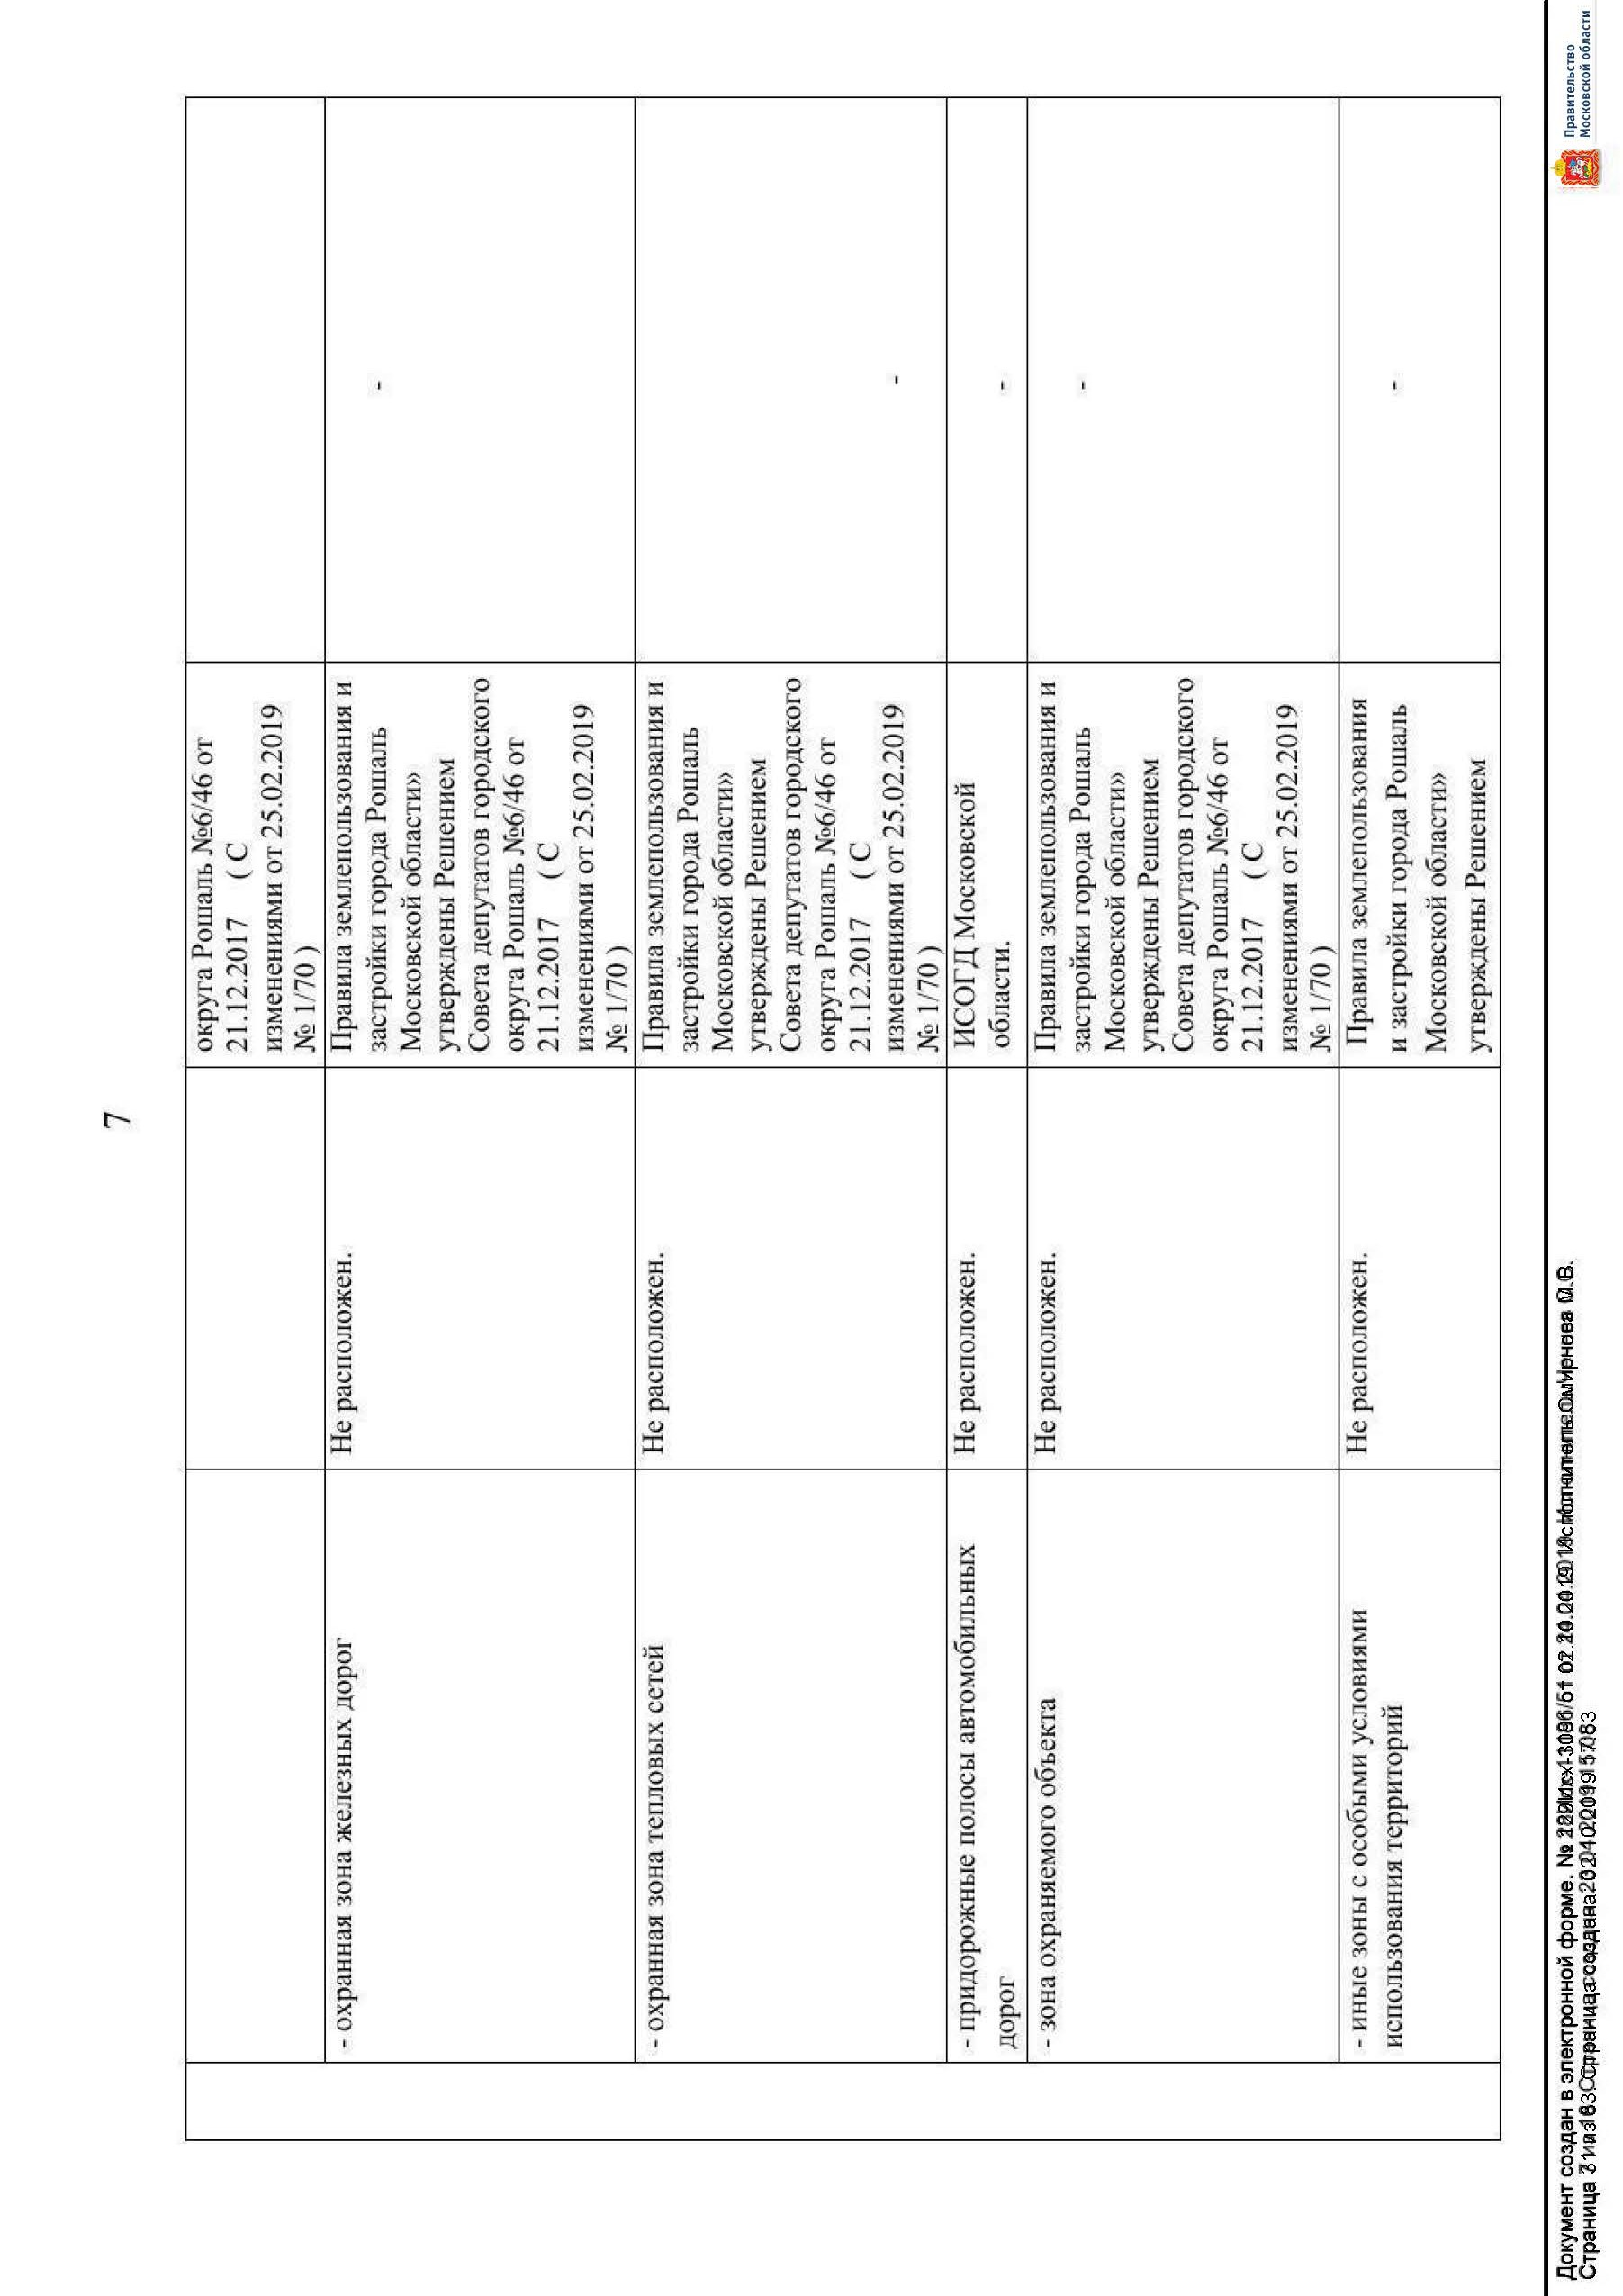 7
округа Рошаль №6/46 от
21.12.2017 ( С
изменениями от 25.02.2019
№ 1/70 )
- охранная зона железных дорог
Не расположен.
Правила землепользования и
застройки города Рошаль
Московской области»
утверждены Решением
Совета депутатов городского
округа Рошаль №6/46 от
21.12.2017 ( С
изменениями от 25.02.2019
№ 1/70 )
-
- охранная зона тепловых сетей
Не расположен.
Правила землепользования и
застройки города Рошаль
Московской области»
утверждены Решением
Совета депутатов городского
округа Рошаль №6/46 от
21.12.2017 ( С
изменениями от 25.02.2019
№ 1/70 )
-
- придорожные полосы автомобильных
дорог
Не расположен.
ИСОГД Московской
области.
-
- зона охраняемого объекта
Не расположен.
Правила землепользования и
застройки города Рошаль
Московской области»
утверждены Решением
Совета депутатов городского
округа Рошаль №6/46 от
21.12.2017 ( С
изменениями от 25.02.2019
№ 1/70 )
-
- иные зоны с особыми условиями
использования территорий
Не расположен.
Правила землепользования
и застройки города Рошаль
Московской области»
утверждены Решением
-
Документ создан в электронной форме. №
Страница
Правительство
Московской области